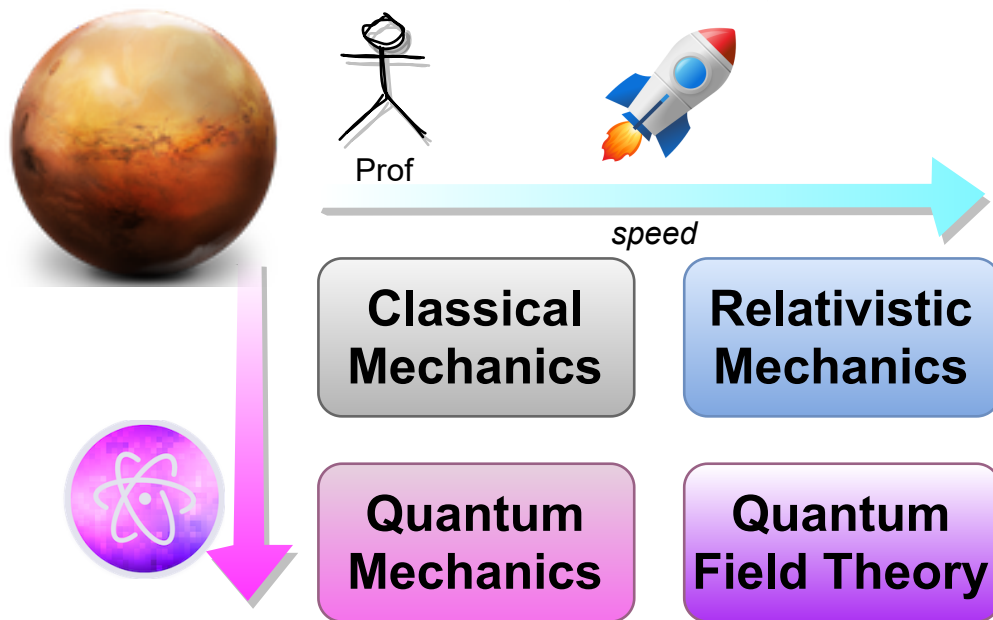 Prof
speed
Classical
Mechanics
Relativistic
Mechanics
Quantum
Mechanics
Quantum
Field Theory